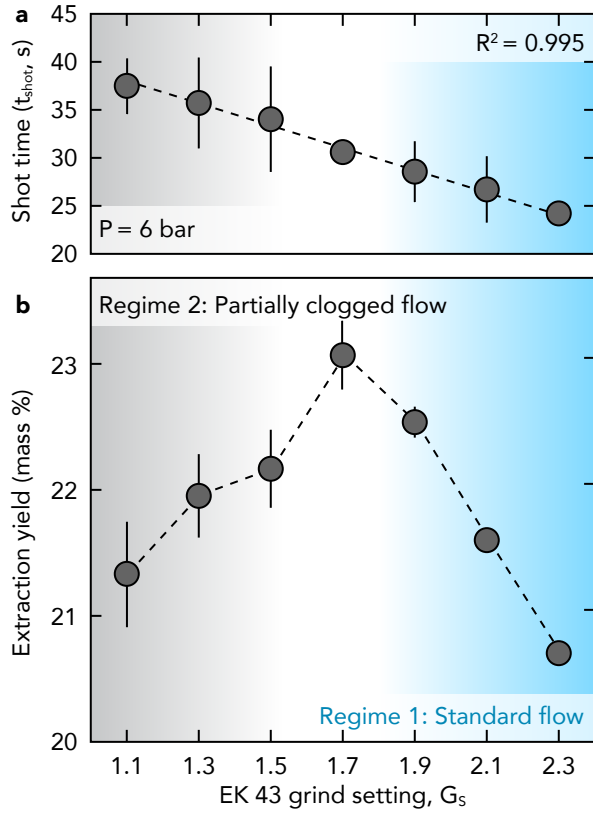 a
45
40
35
30
25
20
Shot time (tshot, s)
R² = 0.995
P = 6 bar
b
Regime 2: Partially clogged flow
23
22
21
20
Extraction yield (mass %)
Regime 1: Standard flow
1.1 1.3 1.5 1.7 1.9 2.1 2.3
EK 43 grind setting, GS